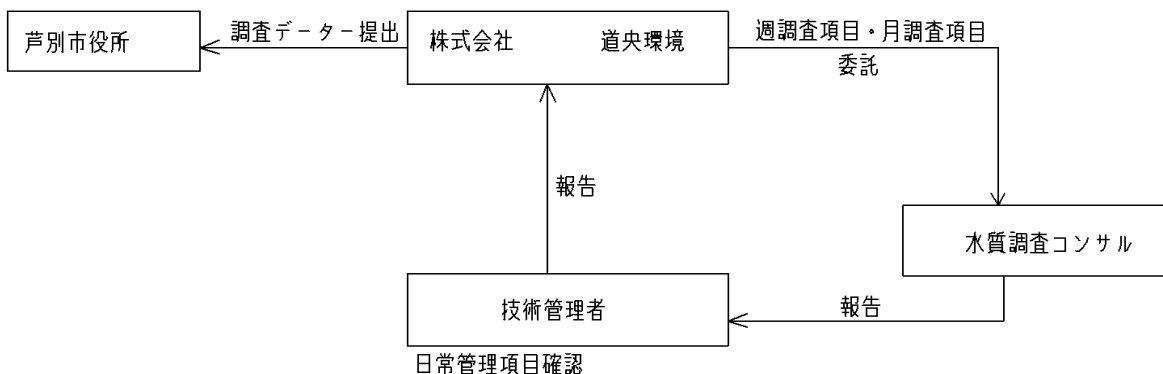 芦別市役所
調査データー提出
株式会社　　　道央環境
週調査項目・月調査項目
委託
報告
水質調査コンサル
技術管理者
報告
日常管理項目確認